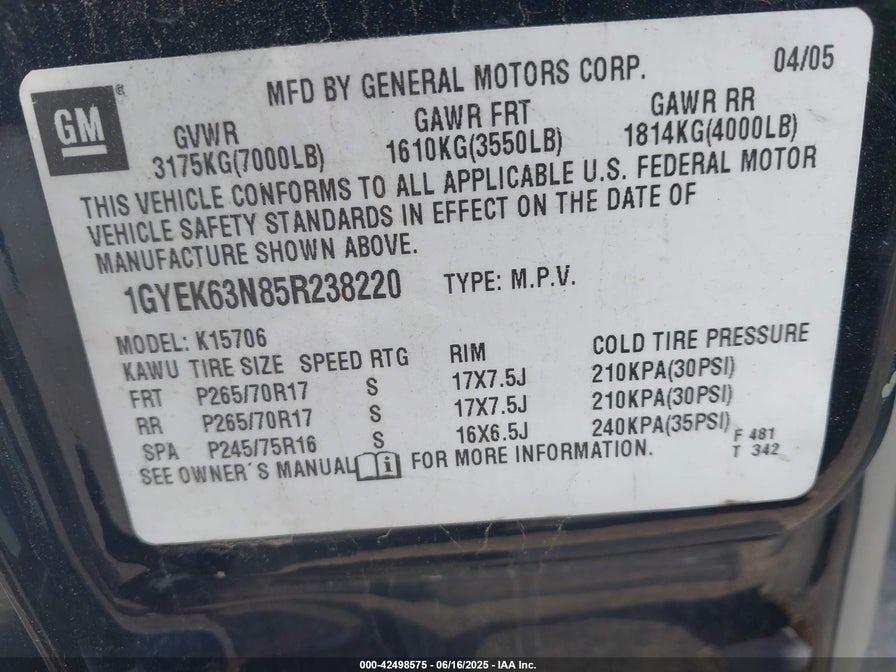 MFD BY GENERAL MOTORS CORP. 04/05
GM ®
GVWR GAWR FRT GAWR RR
3175KG(7000LB) 1610KG(3550LB) 1814KG(4000LB)
THIS VEHICLE CONFORMS TO ALL APPLICABLE U.S. FEDERAL MOTOR
VEHICLE SAFETY STANDARDS IN EFFECT ON THE DATE OF
MANUFACTURE SHOWN ABOVE.
1GYEK63N85R238220 TYPE: M.P.V.
MODEL: K15706
KAWU TIRE SIZE SPEED RTG RIM COLD TIRE PRESSURE
FRT P265/70R17 S 17X7.5J 210KPA(30PSI)
RR P265/70R17 S 17X7.5J 210KPA(30PSI)
SPA P245/75R16 S 16X6.5J 240KPA(35PSI)
SEE OWNER´S MANUAL FOR MORE INFORMATION.
F 481
T 342
000-42498575 - 06/16/2025 - IAA Inc.